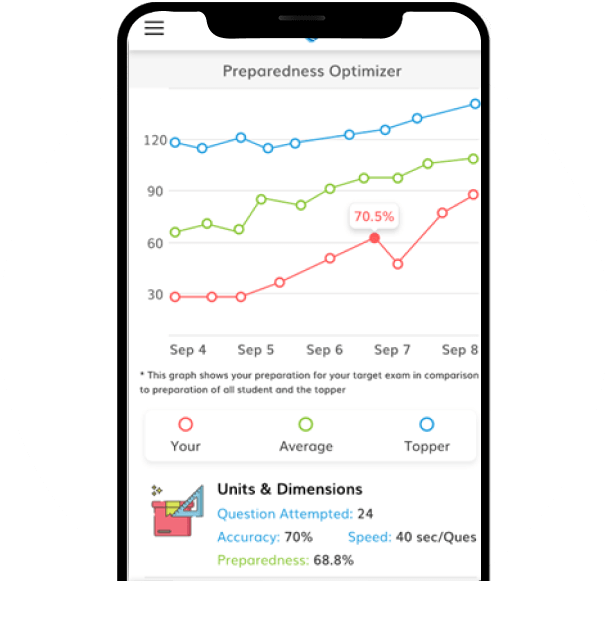 Preparedness Optimizer
120
90
70.5%
60
30
Sep 4 Sep 5 Sep 6 Sep 7 Sep 8
* This graph shows your preparation for your target exam in comparison
to preparation of all student and the topper
Your Average Topper
Units & Dimensions
Question Attempted: 24
Accuracy: 70% Speed: 40 sec/Ques
Preparedness: 68.8%